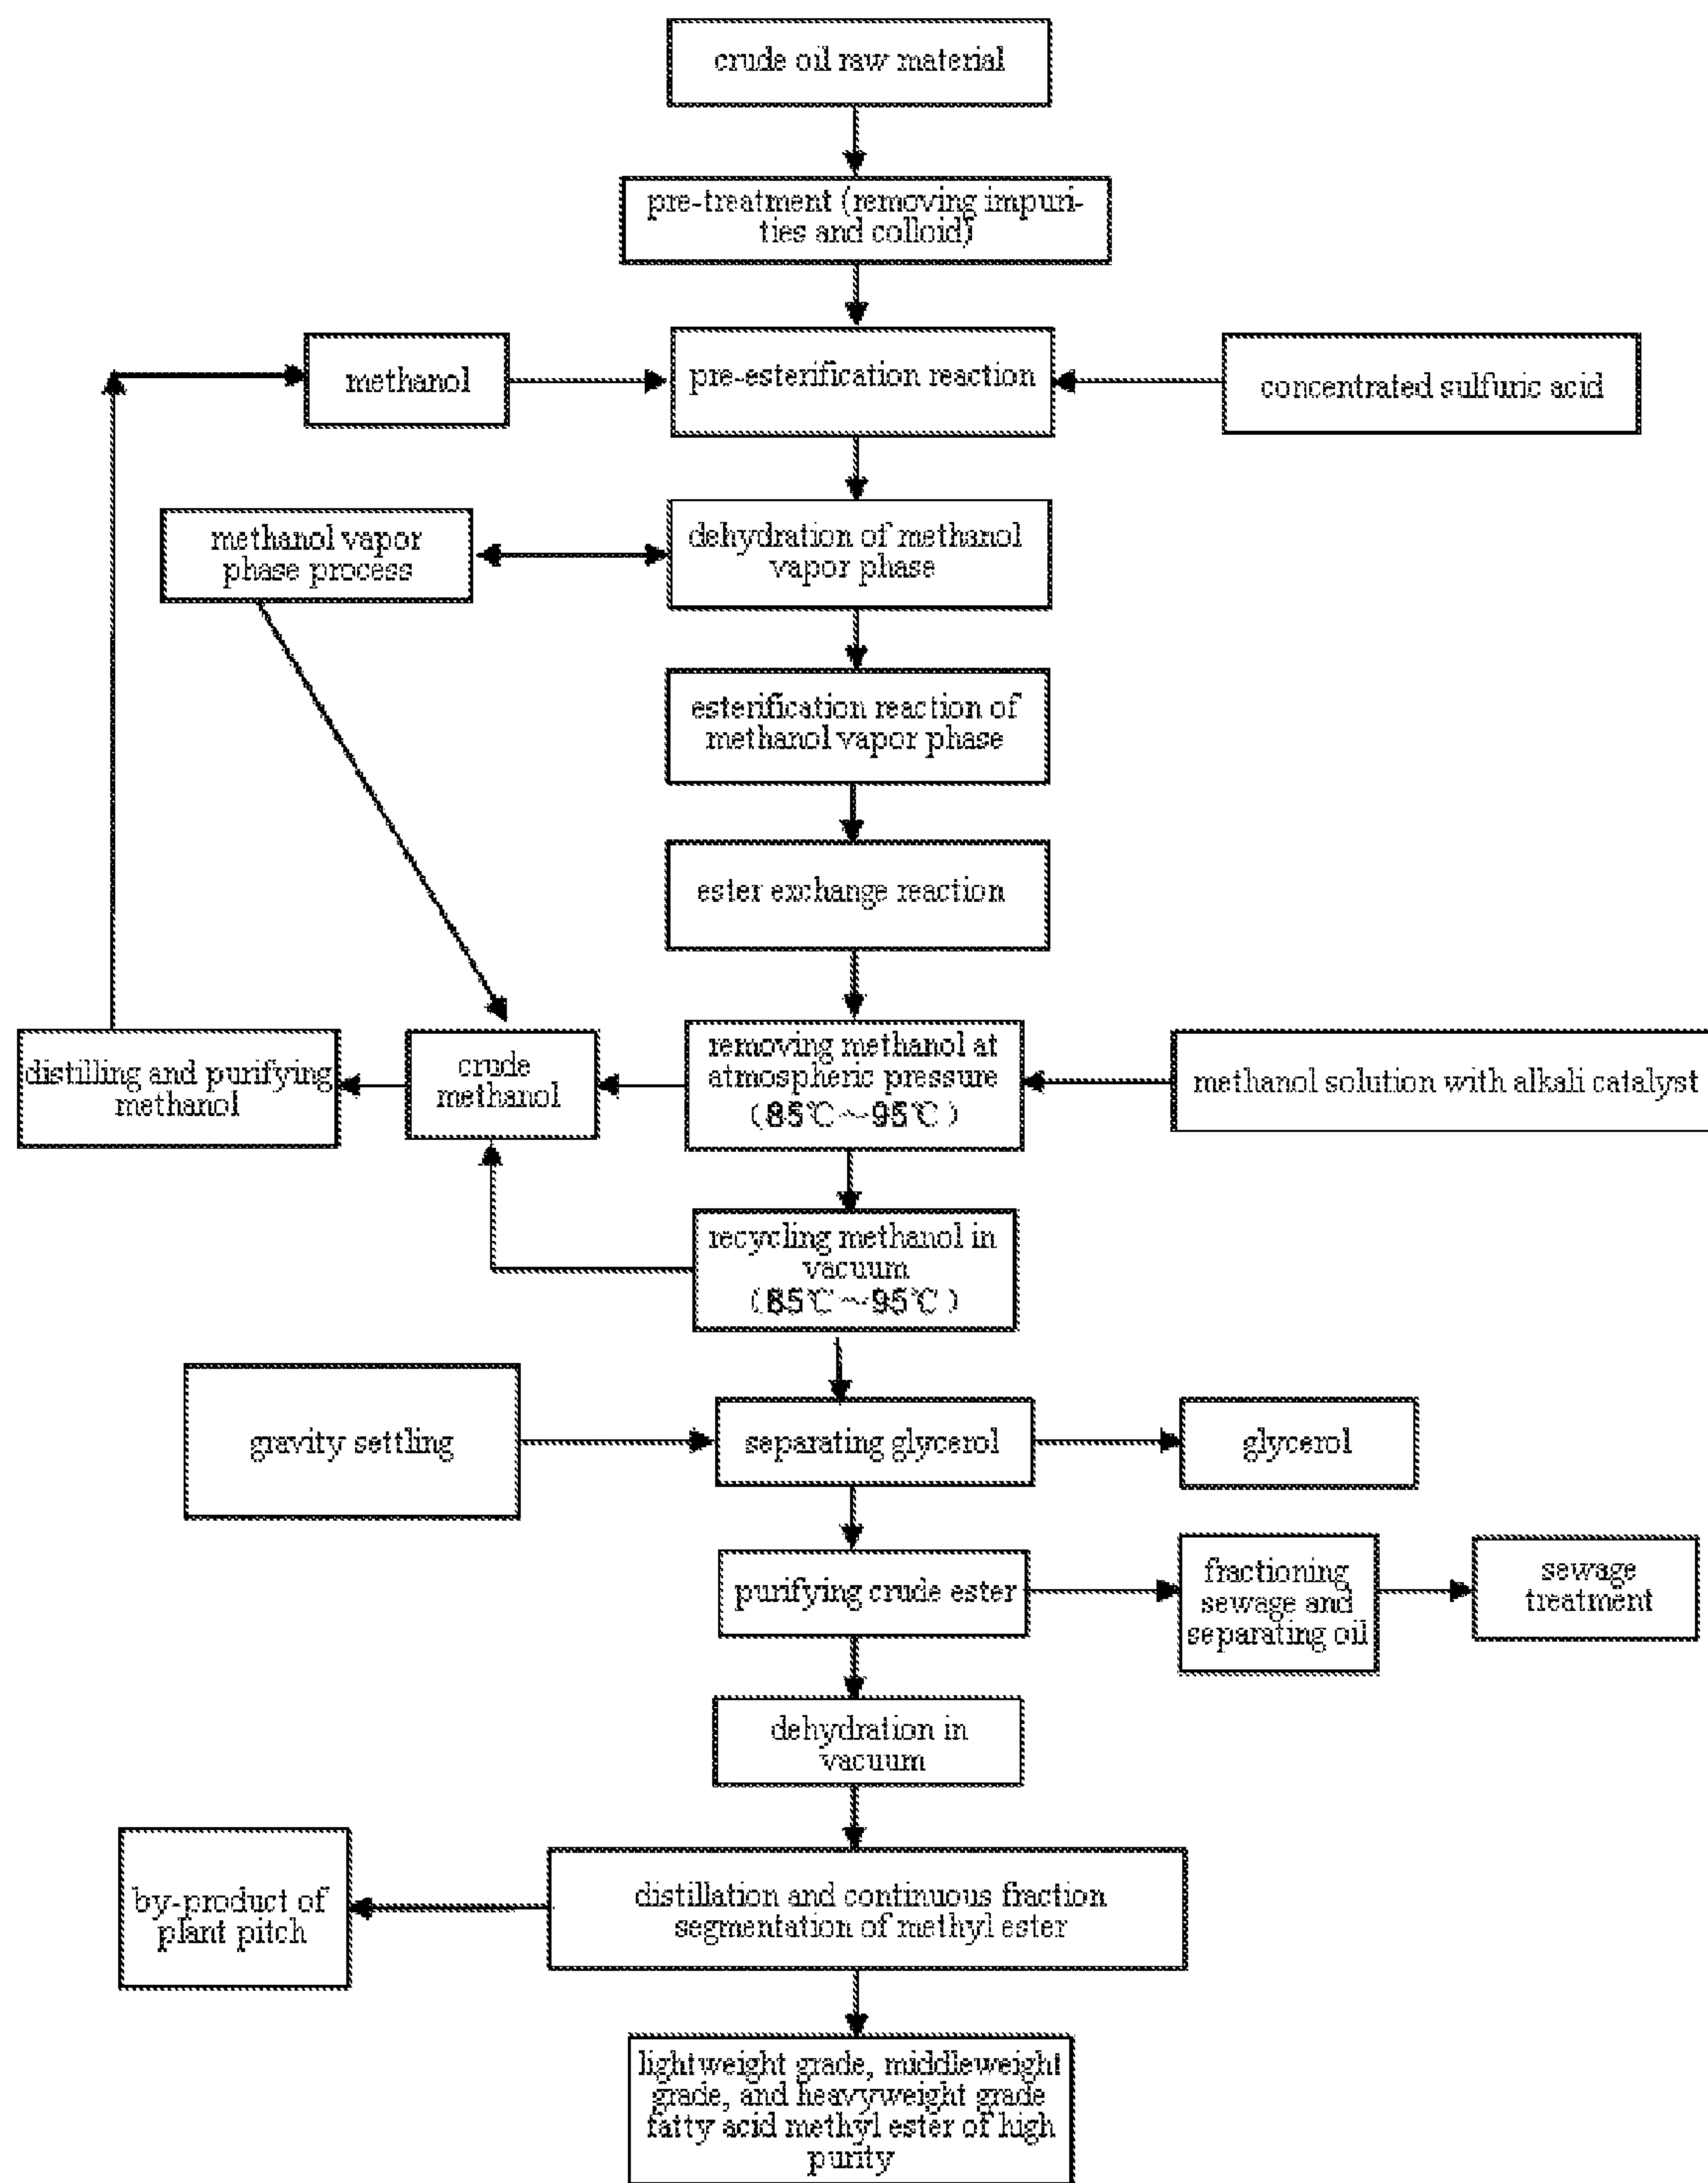 crude oil raw material
pre-treatment (removing impuri-
ties and colloid)
methanol
pre-esterification reaction
concentrated sulfuric acid
methanol vapor
phase process
dehydration of methanol
vapor phase
esterification reaction of
methanol vapor phase
ester exchange reaction
distilling and purifying
methanol
crude
methanol
removing methanol at
atmospheric pressure
(85℃~95℃)
methanol solution with alkali catalyst
recycling methanol in
vacuum
(85℃~95℃)
gravity settling
separating glycerol
glycerol
purifying crude ester
fractioning
sewage and
separating oil
sewage
treatment
dehydration in
vacuum
by-product of
plant pitch
distillation and continuous fraction
segmentation of methyl ester
lightweight grade, middleweight
grade, and heavyweight grade
fatty acid methyl ester of high
purity